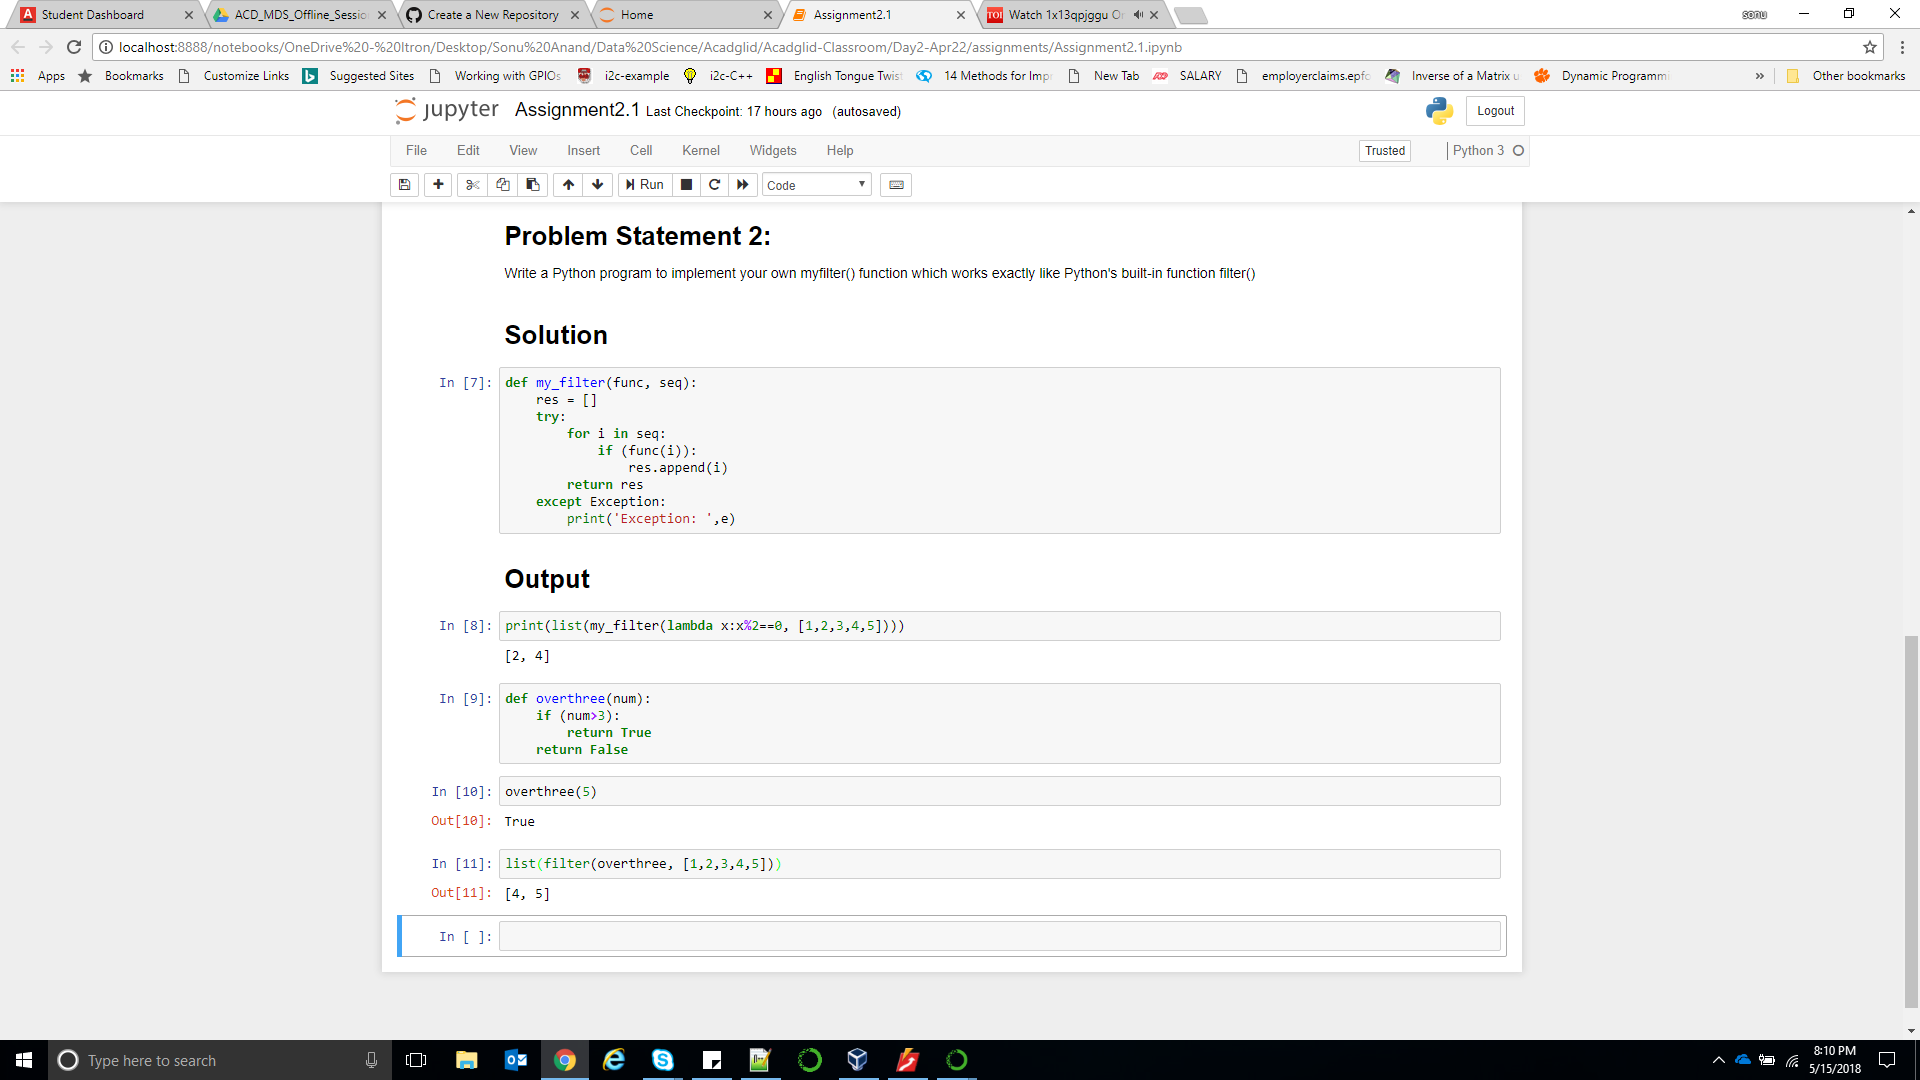 Student Dashboard
ACD_MDS_Offline_Sessio
Create a New Repository
Home
Assignment2.1
TOI Watch 1x13qpjggu Or
sonu
localhost:8888/notebooks/OneDrive%20-%20Itron/Desktop/Sonu%20Anand/Data%20Science/Acadglid/Acadglid-Classroom/Day2-Apr22/assignments/Assignment2.1.ipynb
Apps Bookmarks Customize Links Suggested Sites Working with GPIOs i2c-example i2c-C++ English Tongue Twis 14 Methods for Imp New Tab SALARY employerclaims.epfo Inverse of a Matrix u Dynamic Programmi » Other bookmarks
jupyter Assignment2.1 Last Checkpoint: 17 hours ago (autosaved) Logout
File Edit View Insert Cell Kernel Widgets Help Trusted Python 3
Run Code
Problem Statement 2:
Write a Python program to implement your own myfilter() function which works exactly like Python's built-in function filter()
Solution
In [7]: def my_filter(func, seq):
    res = []
    try:
        for i in seq:
            if (func(i)):
                res.append(i)
        return res
    except Exception:
        print('Exception: ',e)
Output
In [8]: print(list(my_filter(lambda x:x%2==0, [1,2,3,4,5])))
[2, 4]
In [9]: def overthree(num):
    if (num>3):
        return True
    return False
In [10]: overthree(5)
Out[10]: True
In [11]: list(filter(overthree, [1,2,3,4,5]))
Out[11]: [4, 5]
In [ ]:
Type here to search
8:10 PM
5/15/2018